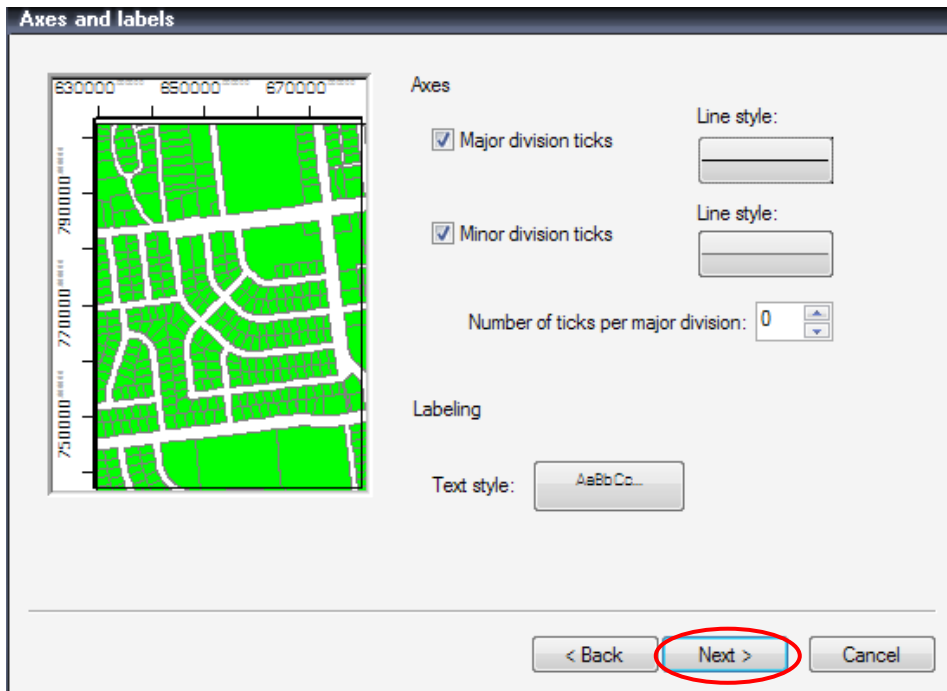 Axes and labels
630000 650000 670000
790000
770000
750000
Axes
Major division ticks
Line style:
Minor division ticks
Line style:
Number of ticks per major division: 0
Labeling
Text style: AaBbCc...
< Back Next > Cancel